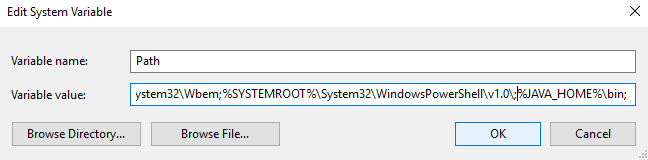 Edit System Variable
Variable name: Path
Variable value: ystem32\Wbem;%SYSTEMROOT%\System32\WindowsPowerShell\v1.0\;%JAVA_HOME%\bin;
Browse Directory... Browse File... OK Cancel